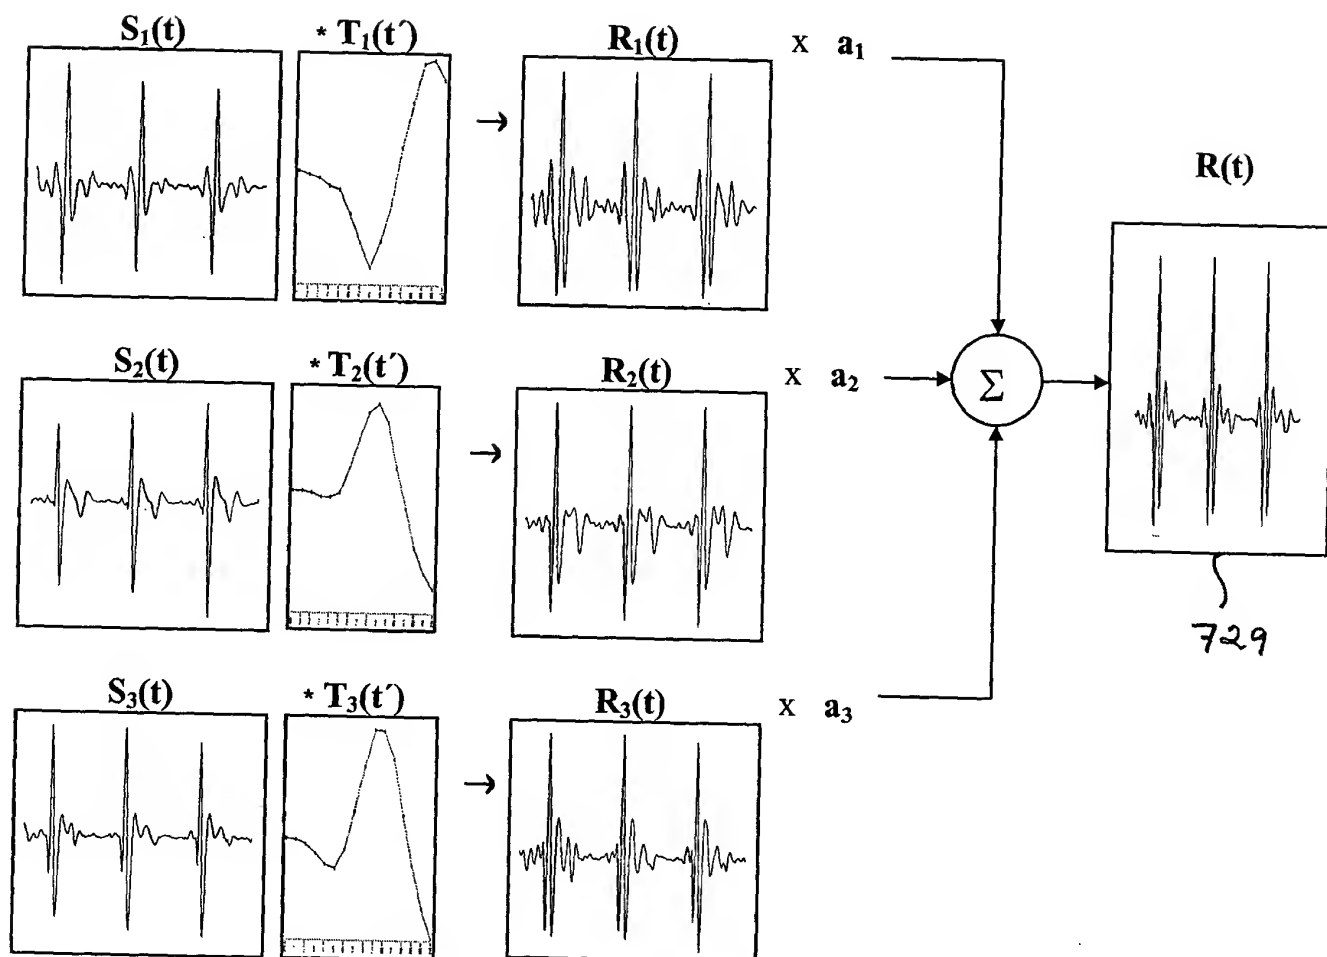 S₁(t) * T₁(t′) R₁(t) x a₁
→
R(t)
S₂(t) * T₂(t′) R₂(t) x a₂
→
Σ
729
S₃(t) * T₃(t′) R₃(t) x a₃
→